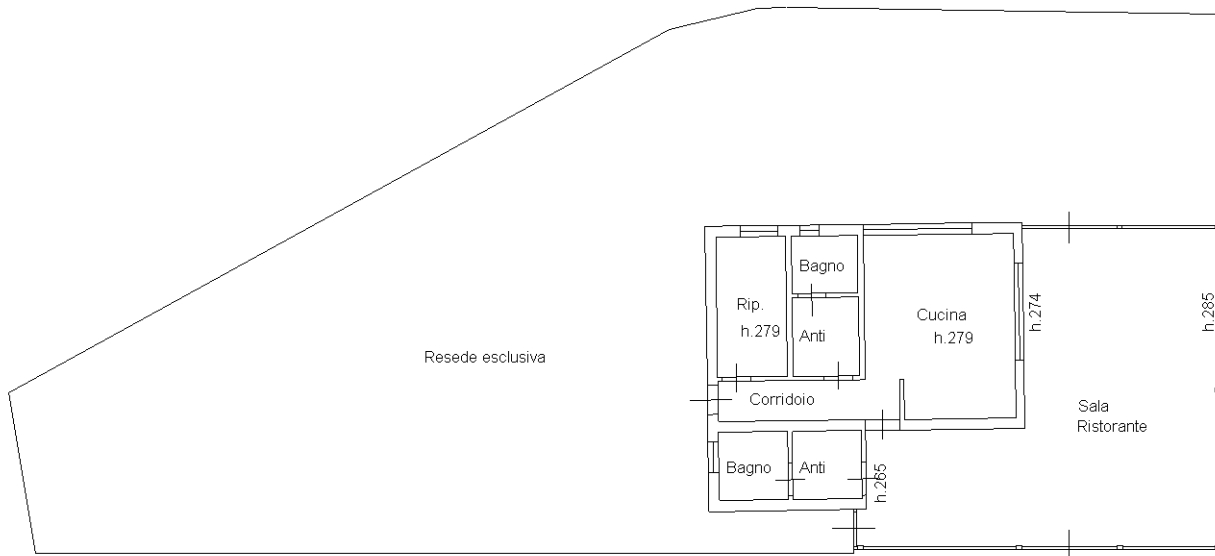 Bagno
Rip.
h.279
Anti
Cucina
h.279
h.274
h.285
Resede esclusiva
Corridoio
Sala
Ristorante
Bagno
Anti
h.265